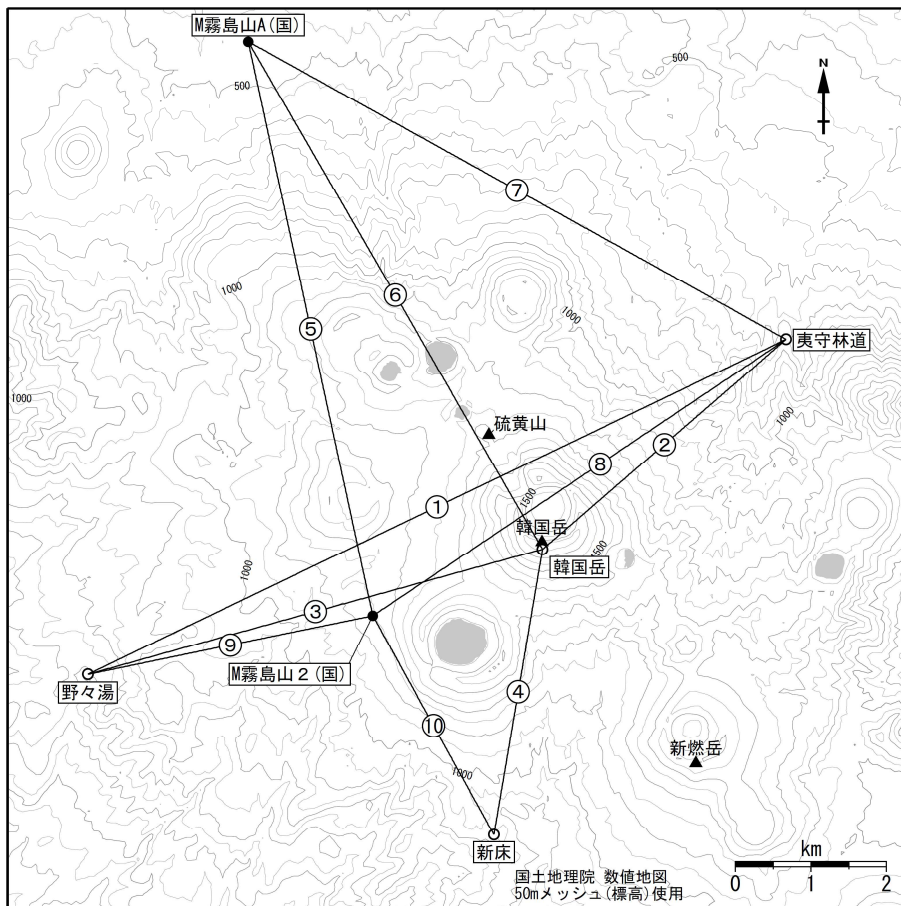 M霧島山A(国)
500
500
N
⑦
1000
⑥
1000
⑤
夷守林道
1000
1000
硫黄山
②
⑧
①
1500
韓国岳
1500
韓国岳
1000
③
⑨
M霧島山2(国)
野々湯
④
⑩
新燃岳
1000
新床
km
0 1 2
国土地理院 数値地図
50mメッシュ(標高)使用